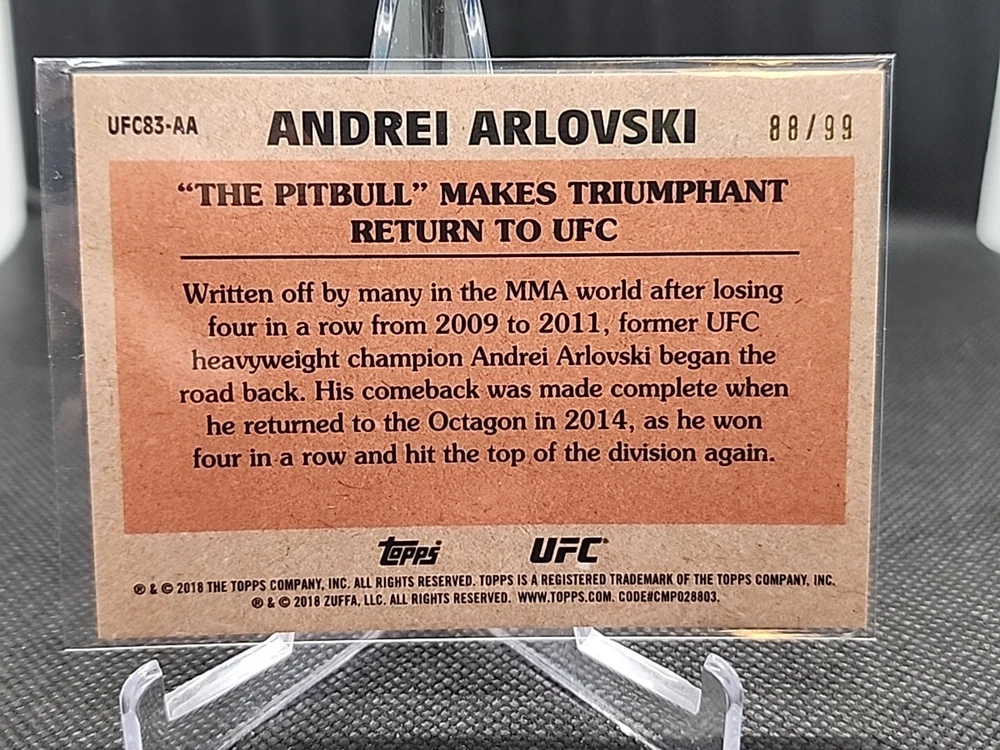 UFC83-AA ANDREI ARLOVSKI 88/99
“THE PITBULL” MAKES TRIUMPHANT
RETURN TO UFC
Written off by many in the MMA world after losing
four in a row from 2009 to 2011, former UFC
heavyweight champion Andrei Arlovski began the
road back. His comeback was made complete when
he returned to the Octagon in 2014, as he won
four in a row and hit the top of the division again.
topps UFC®
® & © 2018 THE TOPPS COMPANY, INC. ALL RIGHTS RESERVED. TOPPS IS A REGISTERED TRADEMARK OF THE TOPPS COMPANY, INC.
® & © 2018 ZUFFA, LLC. ALL RIGHTS RESERVED. WWW.TOPPS.COM. CODE#CMP028803.